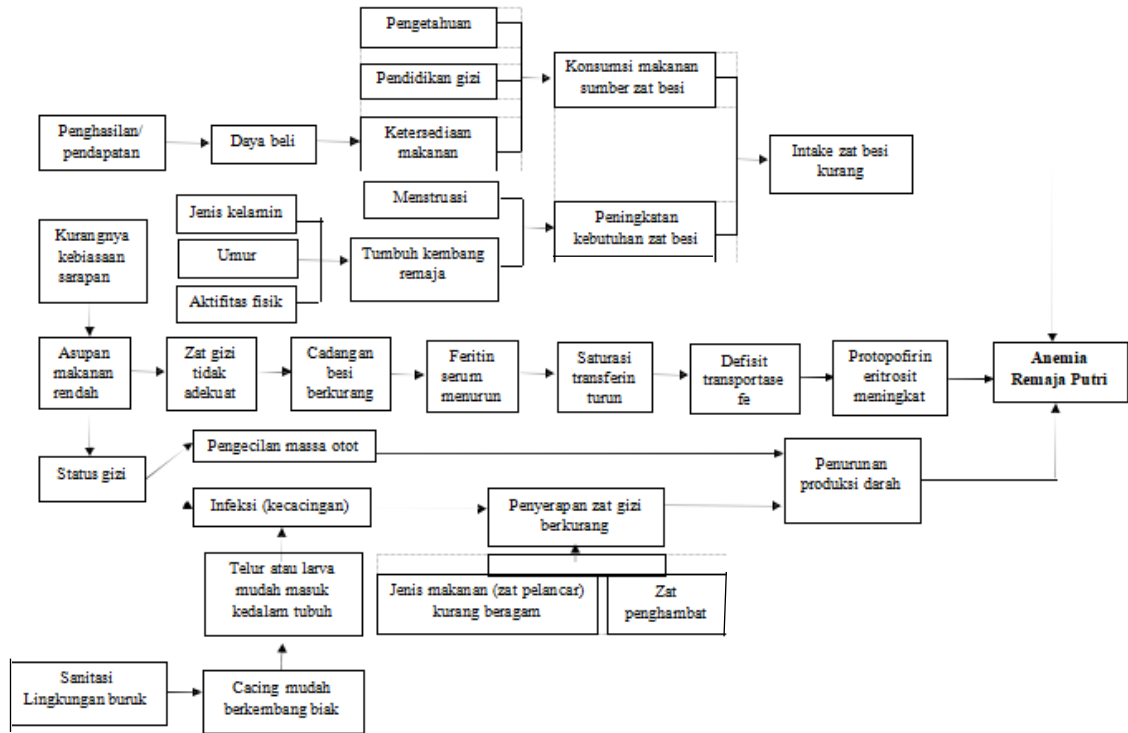 Pengetahuan
Pendidikan gizi
Konsumsi makanan
sumber zat besi
Penghasilan/
pendapatan
Daya beli
Ketersediaan
makanan
Intake zat besi
kurang
Menstruasi
Jenis kelamin
Kurangnya
kebiasaan
sarapan
Umur
Tumbuh kembang
remaja
Peningkatan
kebutuhan zat besi
Aktifitas fisik
Asupan
makanan
rendah
Zat gizi
tidak
adekuat
Cadangan
besi
berkurang
Feritin
serum
menurun
Saturasi
transferin
turun
Defisit
transportase
fe
Protopofirin
eritrosit
meningkat
Anemia
Remaja Putri
Status gizi
Pengecilan massa otot
Penurunan
produksi darah
Infeksi (kecacingan)
Penyerapan zat gizi
berkurang
Telur atau larva
mudah masuk
kedalam tubuh
Jenis makanan (zat pelancar)
kurang beragam
Zat
penghambat
Sanitasi
Lingkungan buruk
Cacing mudah
berkembang biak